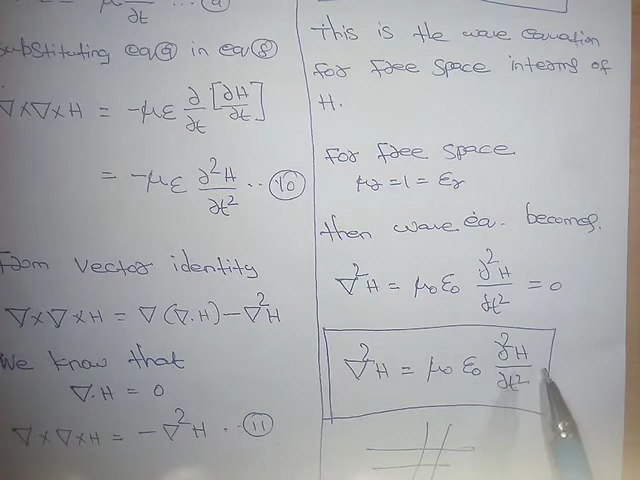 ∂t
substituting eq ⑨ in eq ⑧
∇×∇×H = -με ∂/∂t [∂H/∂t]
= -με ∂²H/∂t² .. ⑩
From vector identity
∇×∇×H = ∇(∇.H) - ∇²H
We know that
∇.H = 0
∇×∇×H = -∇²H .. ⑪
This is the wave equation
for free space interms of
H.
for free space
μr = 1 = εr
then wave eq. becomes.
∇²H = μ₀ε₀ ∂²H/∂t² = 0
∇²H = μ₀ ε₀ ∂²H/∂t²